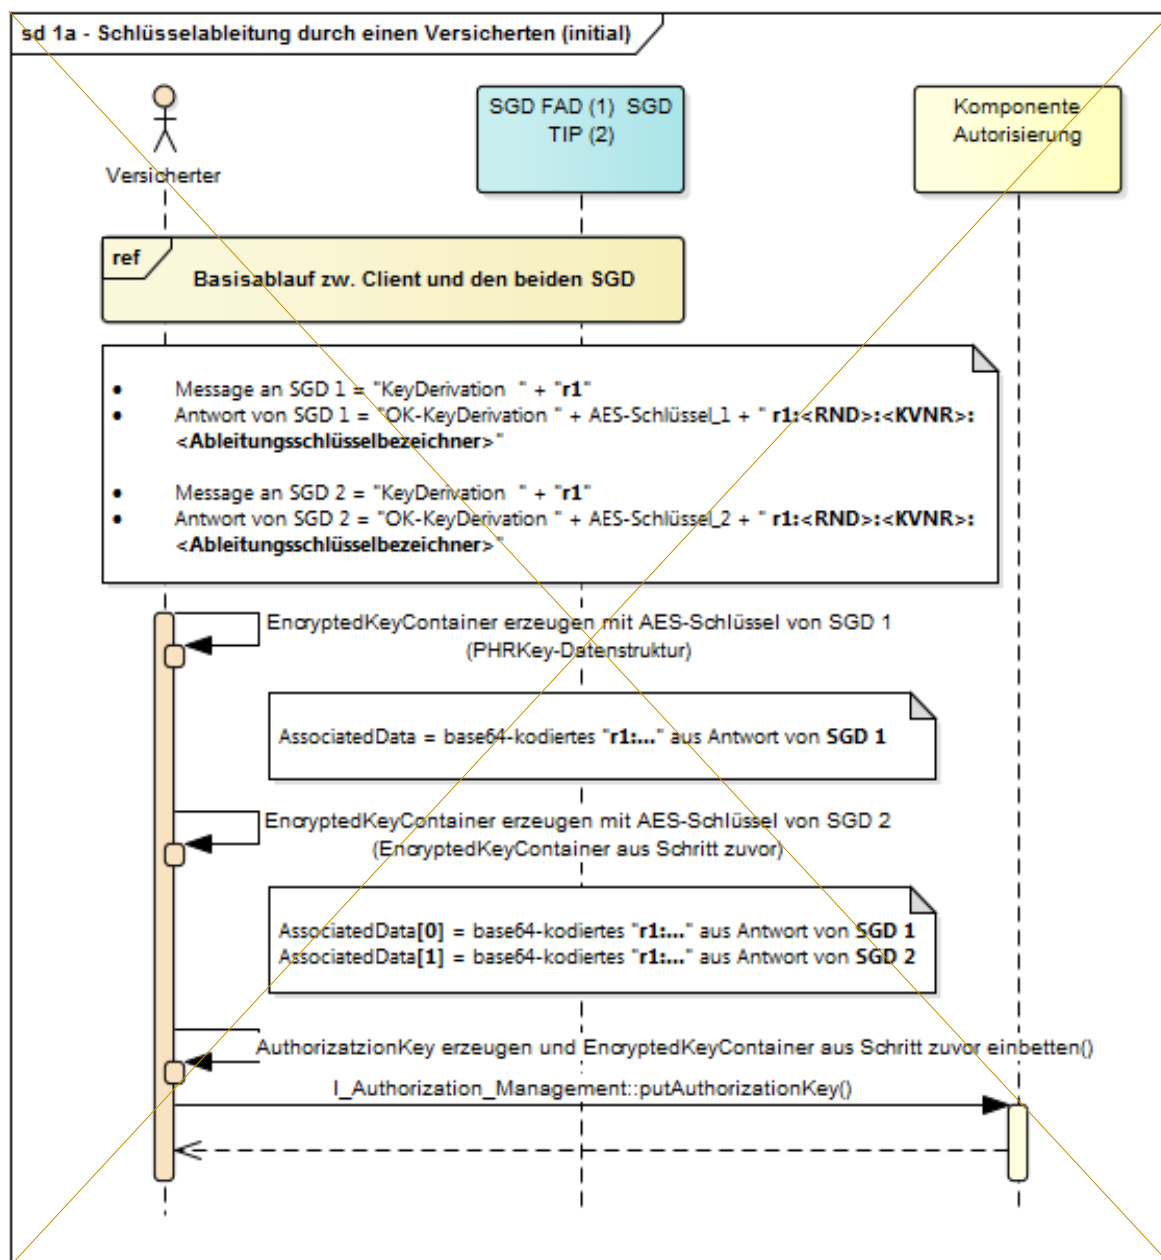 sd 1a - Schlüsselableitung durch einen Versicherten (initial)
SGD FAD (1)  SGD
TIP (2)
Komponente
Autorisierung
Versicherter
ref
Basisablauf zw. Client und den beiden SGD
• Message an SGD 1 = "KeyDerivation  " + "r1"
• Antwort von SGD 1 = "OK-KeyDerivation " + AES-Schlüssel_1 + " r1:<RND>:<KVNR>:
<Ableitungsschlüsselbezeichner>"
• Message an SGD 2 = "KeyDerivation  " + "r1"
• Antwort von SGD 2 = "OK-KeyDerivation " + AES-Schlüssel_2 + " r1:<RND>:<KVNR>:
<Ableitungsschlüsselbezeichner>"
EncryptedKeyContainer erzeugen mit AES-Schlüssel von SGD 1
(PHRKey-Datenstruktur)
AssociatedData = base64-kodiertes "r1:..." aus Antwort von SGD 1
EncryptedKeyContainer erzeugen mit AES-Schlüssel von SGD 2
(EncryptedKeyContainer aus Schritt zuvor)
AssociatedData[0] = base64-kodiertes "r1:..." aus Antwort von SGD 1
AssociatedData[1] = base64-kodiertes "r1:..." aus Antwort von SGD 2
AuthorizatzionKey erzeugen und EncryptedKeyContainer aus Schritt zuvor einbetten()
I_Authorization_Management::putAuthorizationKey()